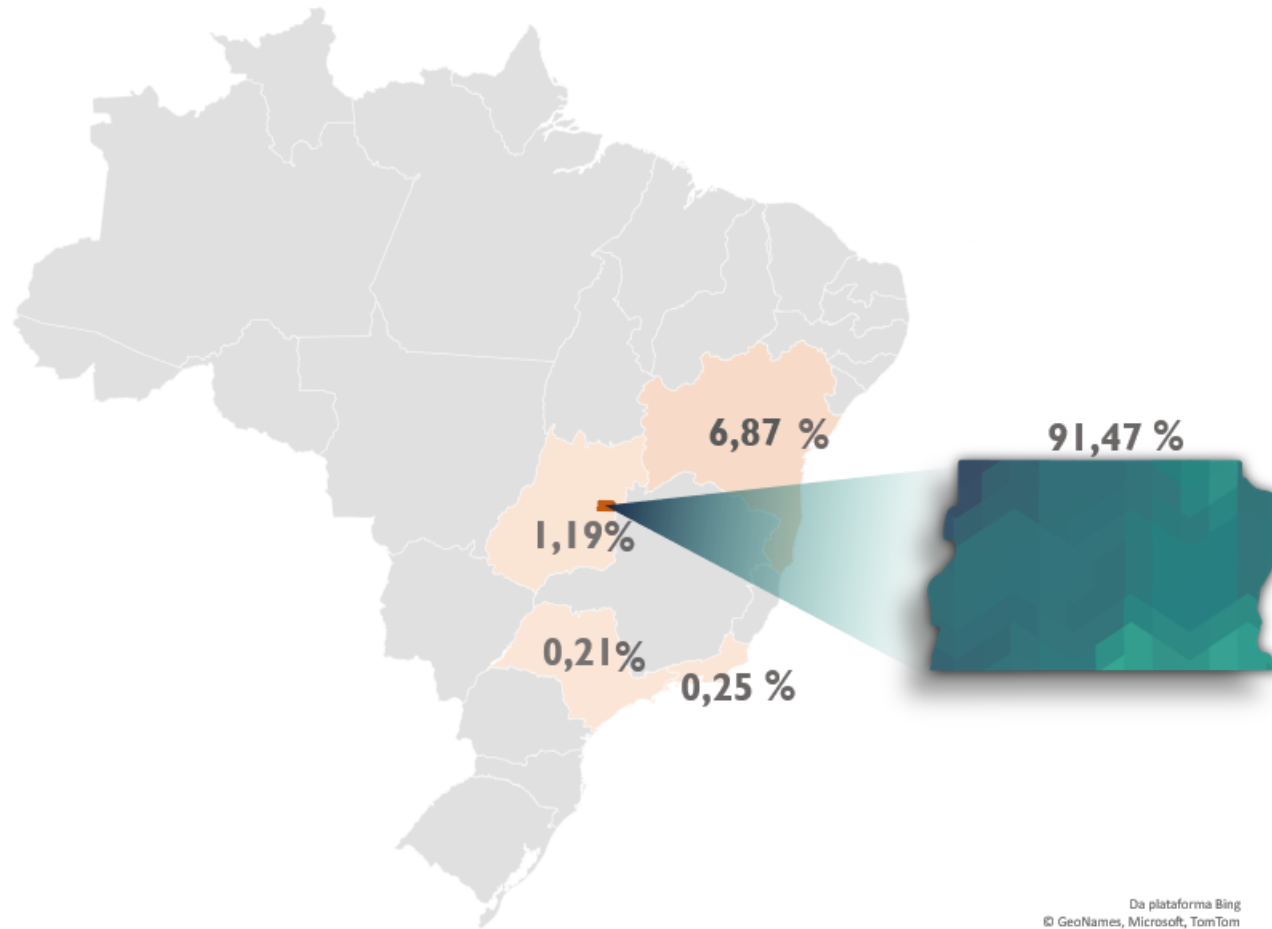 6,87 %
91,47 %
1,19%
0,21%
0,25 %
Da plataforma Bing
© GeoNames, Microsoft, TomTom